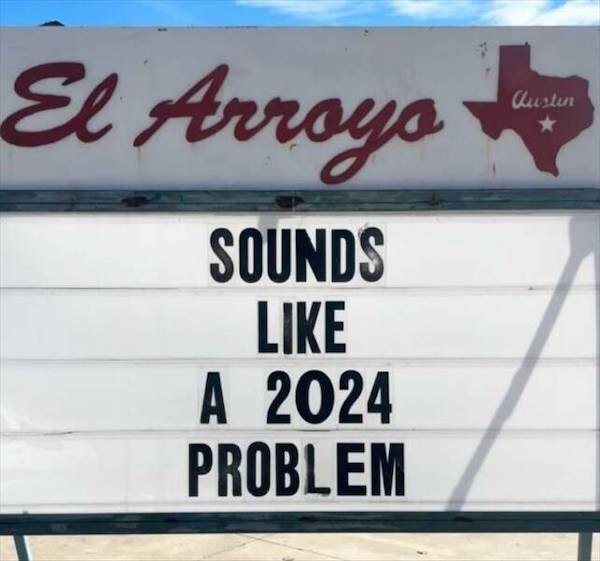 El Arroyo
Austin
SOUNDS
LIKE
A 2024
PROBLEM